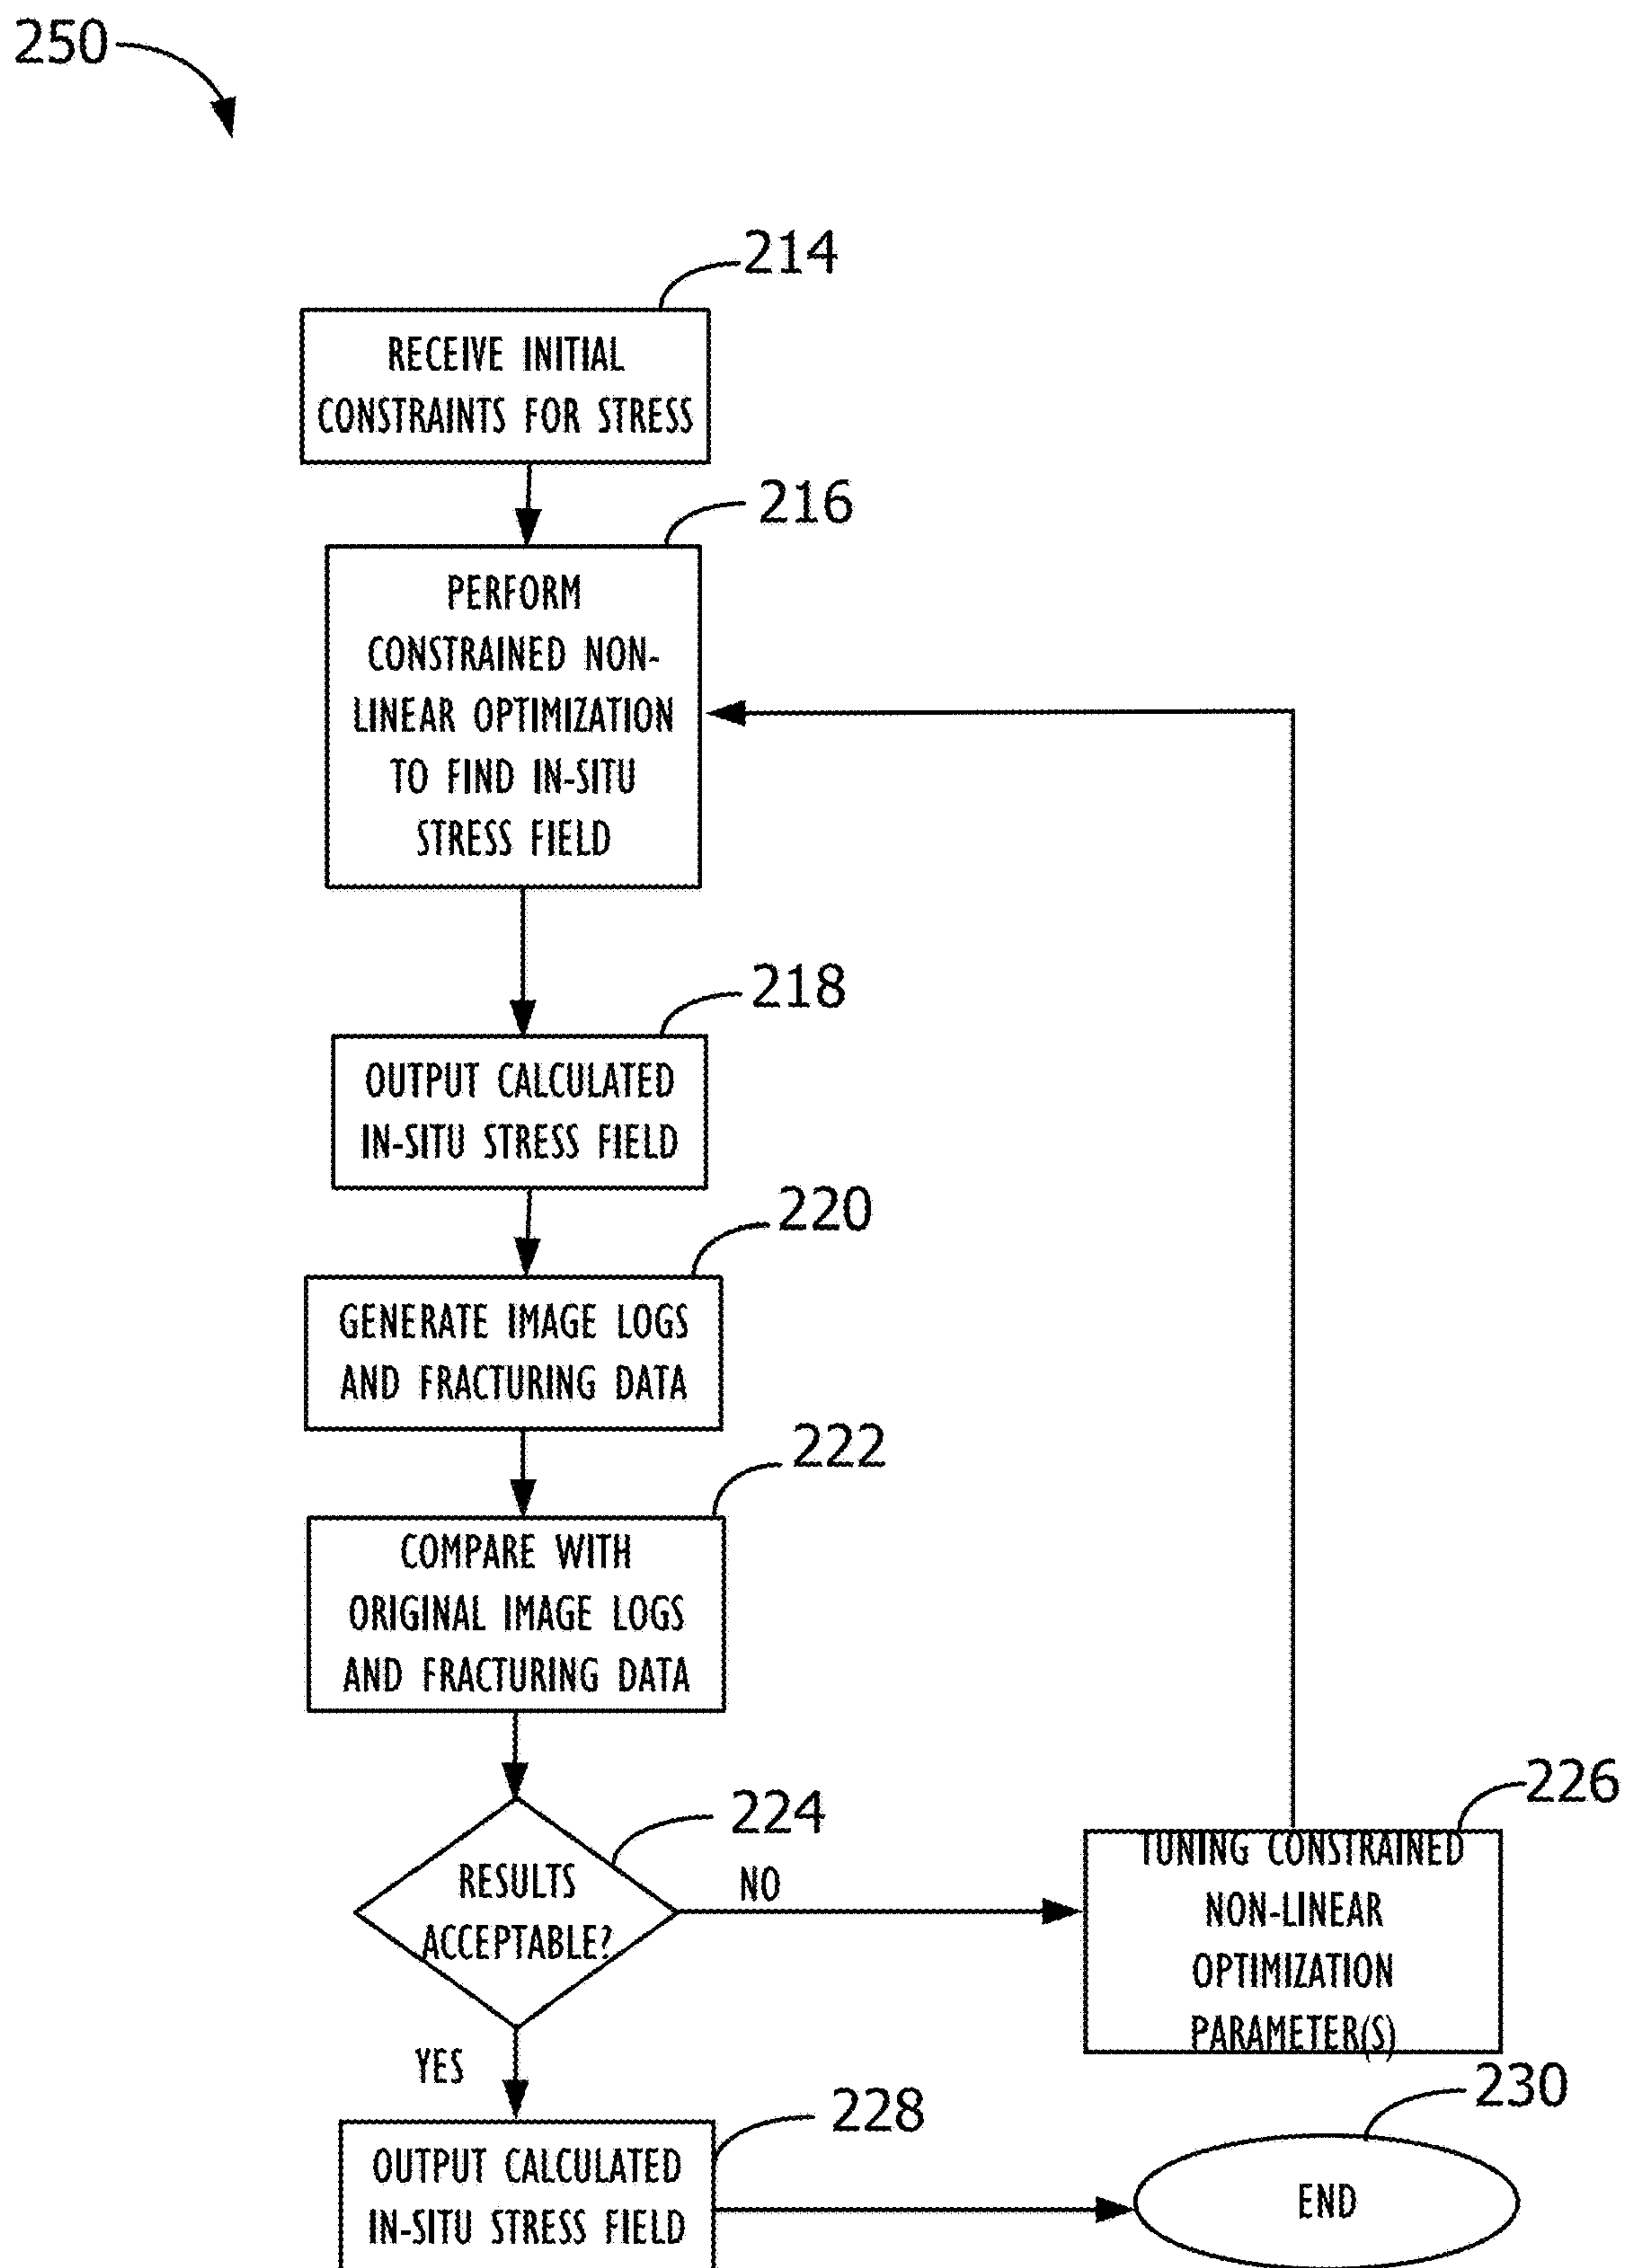 250
214
RECEIVE INITIAL
CONSTRAINTS FOR STRESS
216
PERFORM
CONSTRAINED NON-
LINEAR OPTIMIZATION
TO FIND IN-SITU
STRESS FIELD
218
OUTPUT CALCULATED
IN-SITU STRESS FIELD
220
GENERATE IMAGE LOGS
AND FRACTURING DATA
222
COMPARE WITH
ORIGINAL IMAGE LOGS
AND FRACTURING DATA
224
RESULTS
ACCEPTABLE?
NO
226
TUNING CONSTRAINED
NON-LINEAR
OPTIMIZATION
PARAMETER(S)
YES
228
OUTPUT CALCULATED
IN-SITU STRESS FIELD
230
END